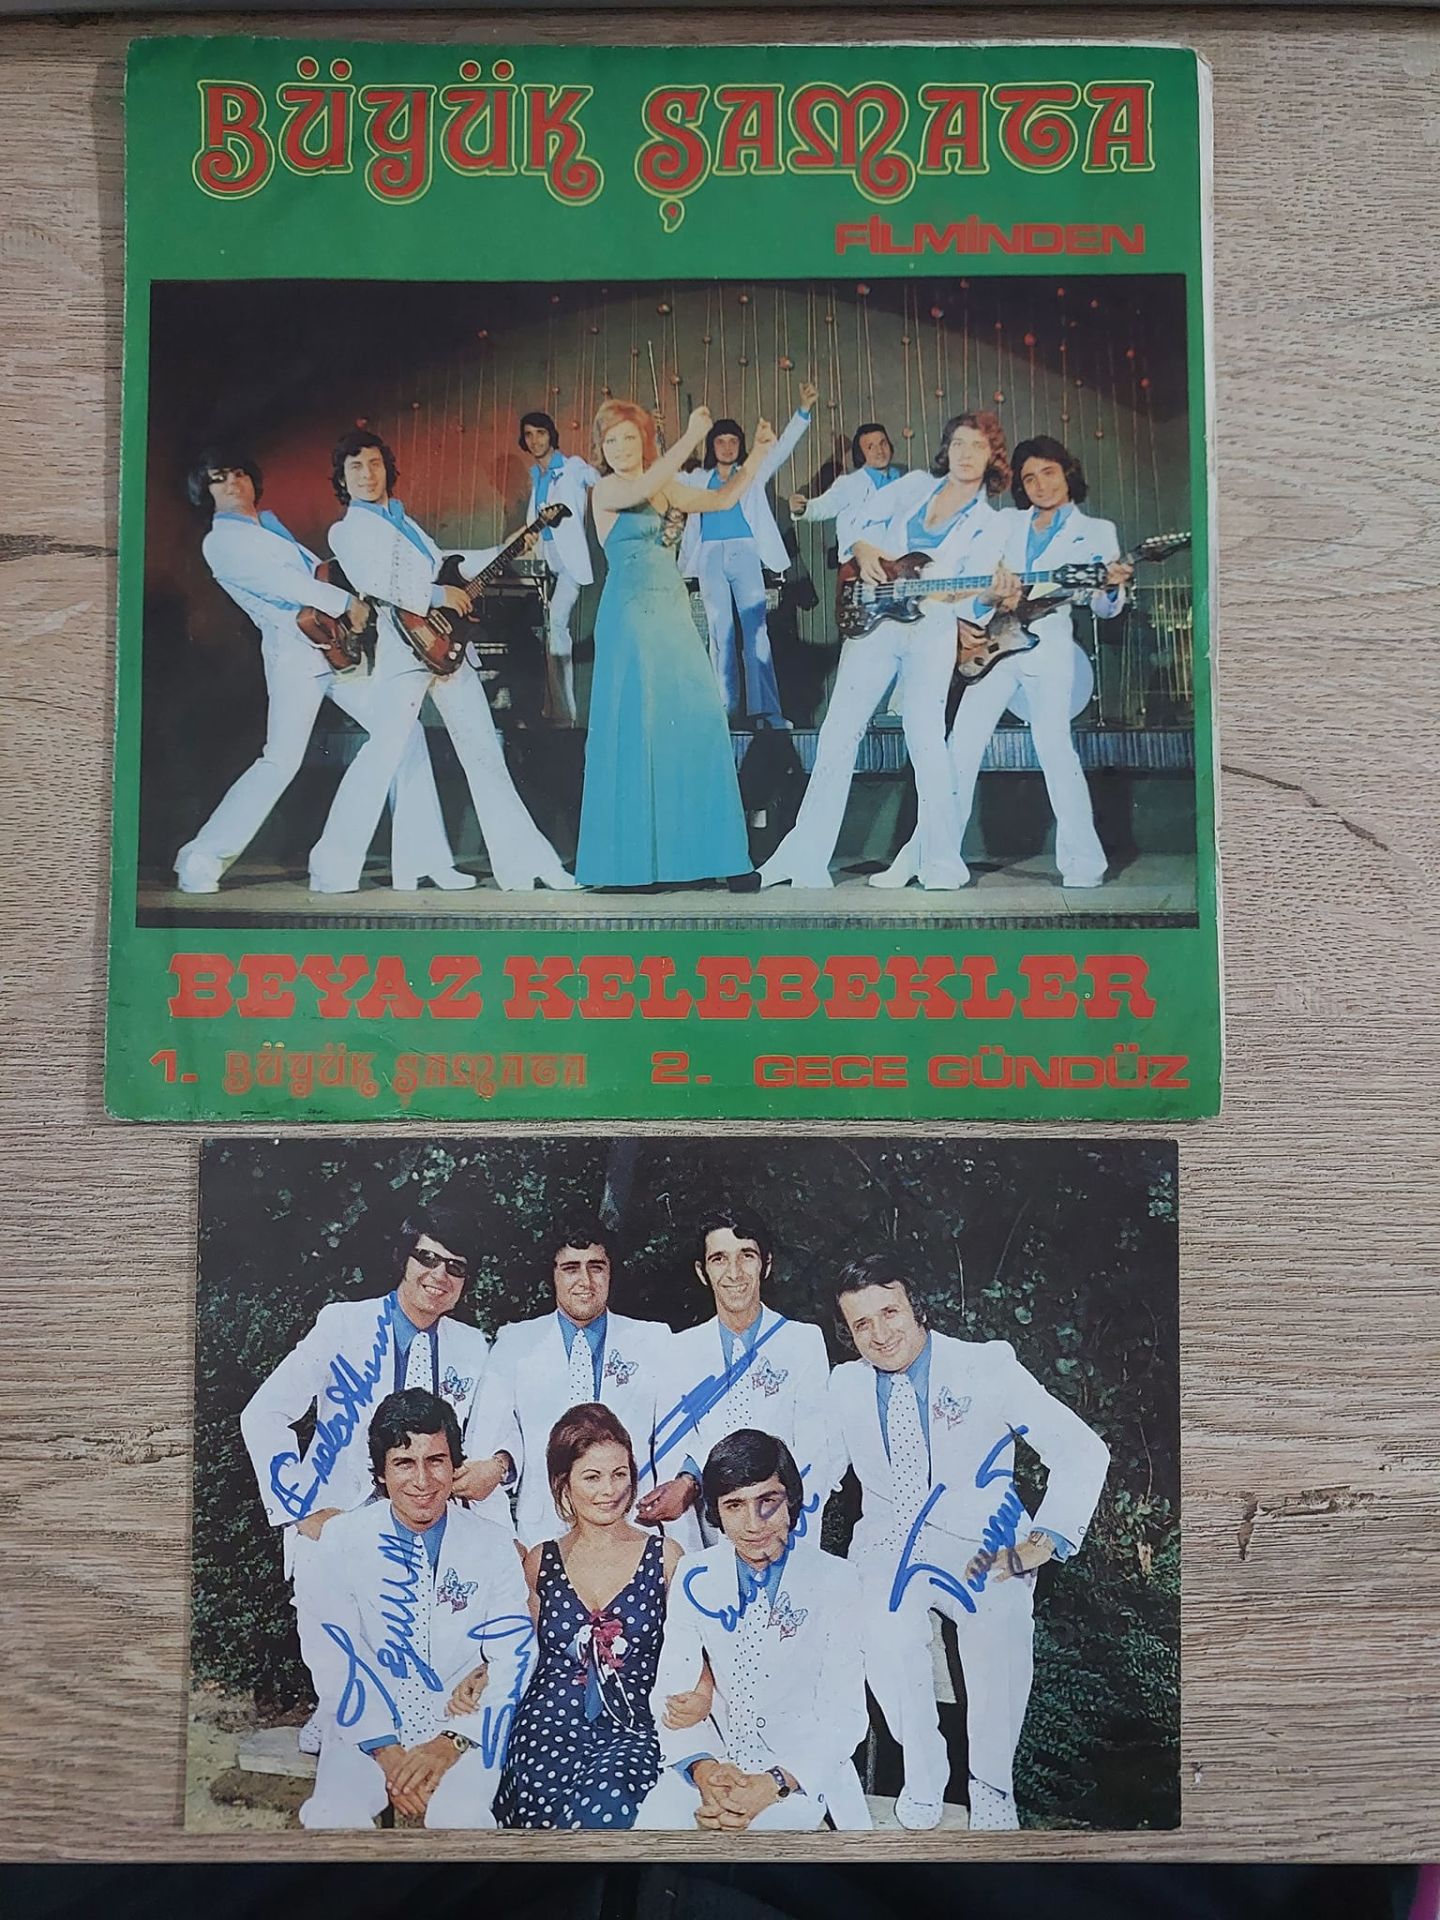 BÜYÜK ŞAMATA
FİLMİNDEN
BEYAZ KELEBEKLER
1. BÜYÜK ŞAMATA 2. GECE GÜNDÜZ